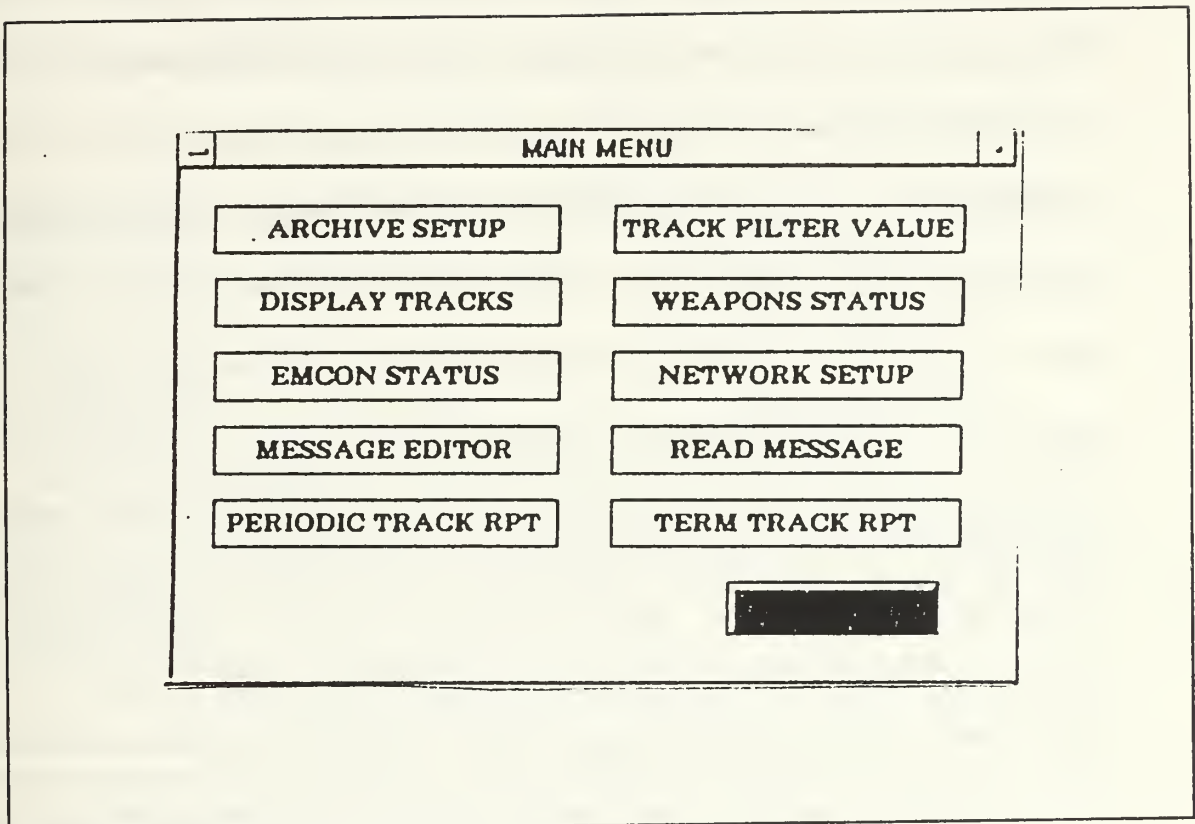 MAIN MENU
ARCHIVE SETUP
TRACK FILTER VALUE
DISPLAY TRACKS
WEAPONS STATUS
EMCON STATUS
NETWORK SETUP
MESSAGE EDITOR
READ MESSAGE
PERIODIC TRACK RPT
TERM TRACK RPT